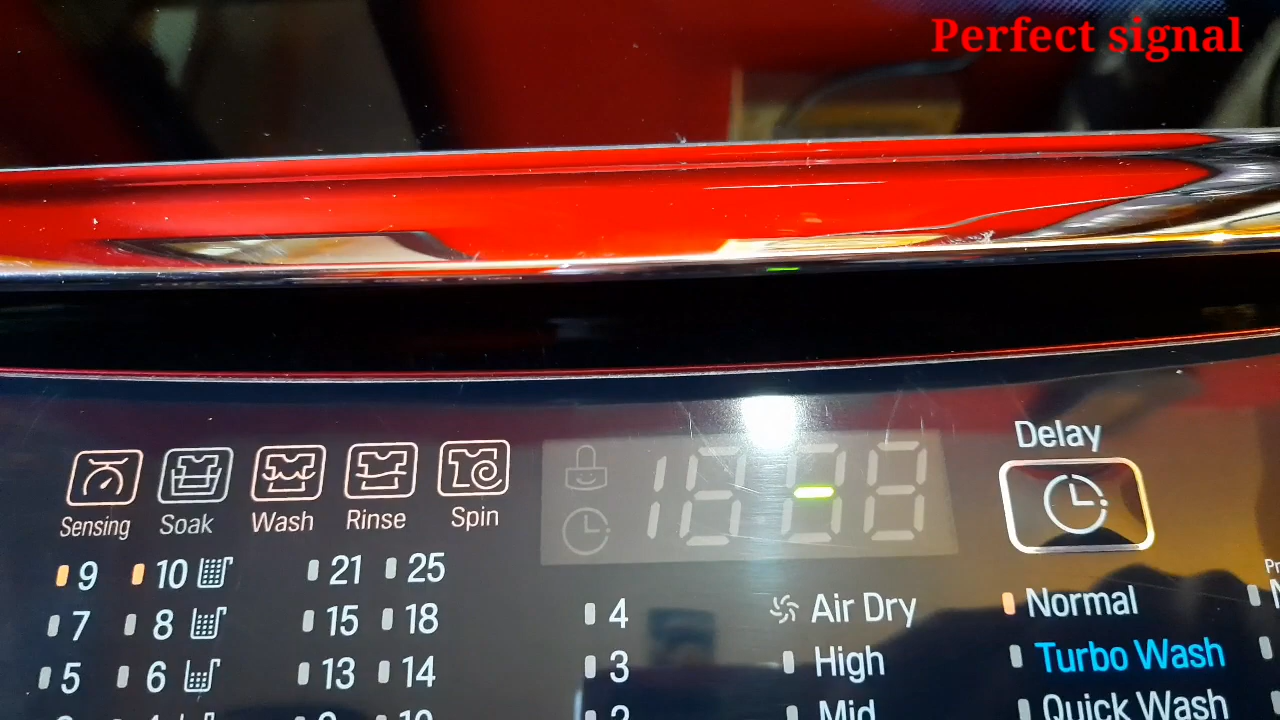 Perfect signal
Delay
Sensing Soak Wash Rinse Spin
9 10 21 25
7 8 15 18 4 Air Dry Normal
5 6 13 14 3 High Turbo Wash
Mid Quick Wash